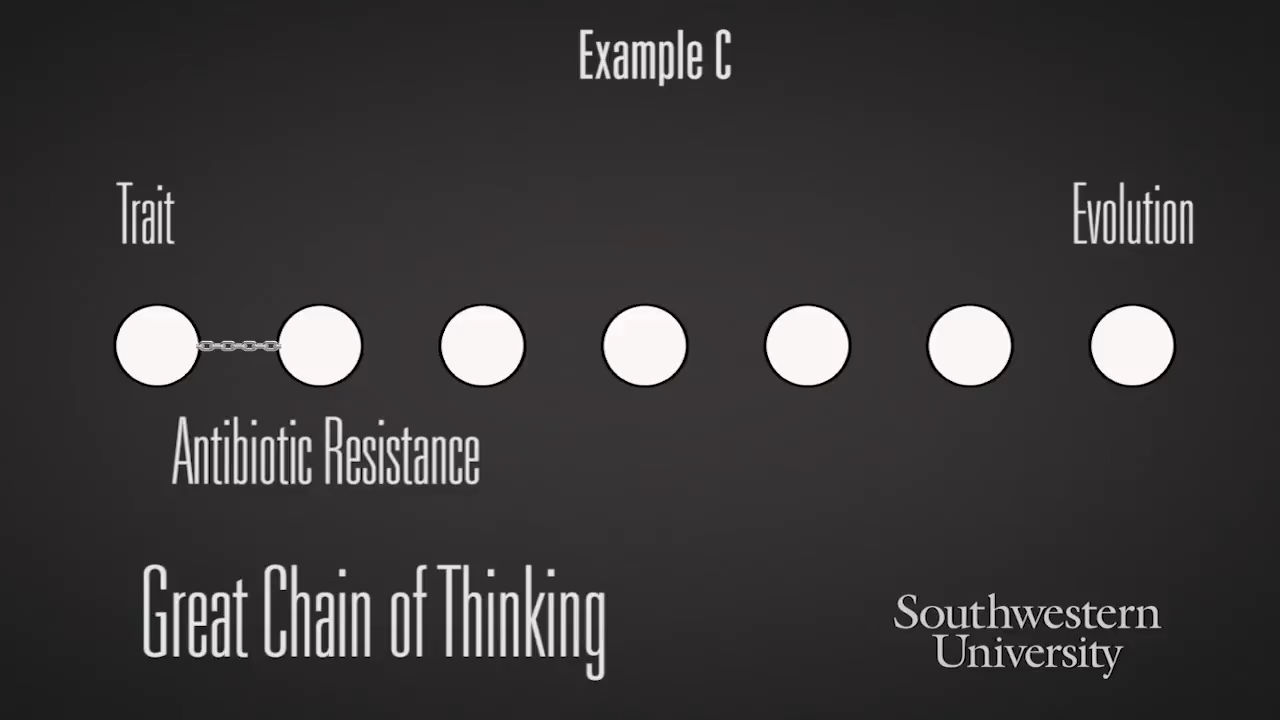 Example C
Trait
Evolution
Antibiotic Resistance
Great Chain of Thinking
Southwestern
University